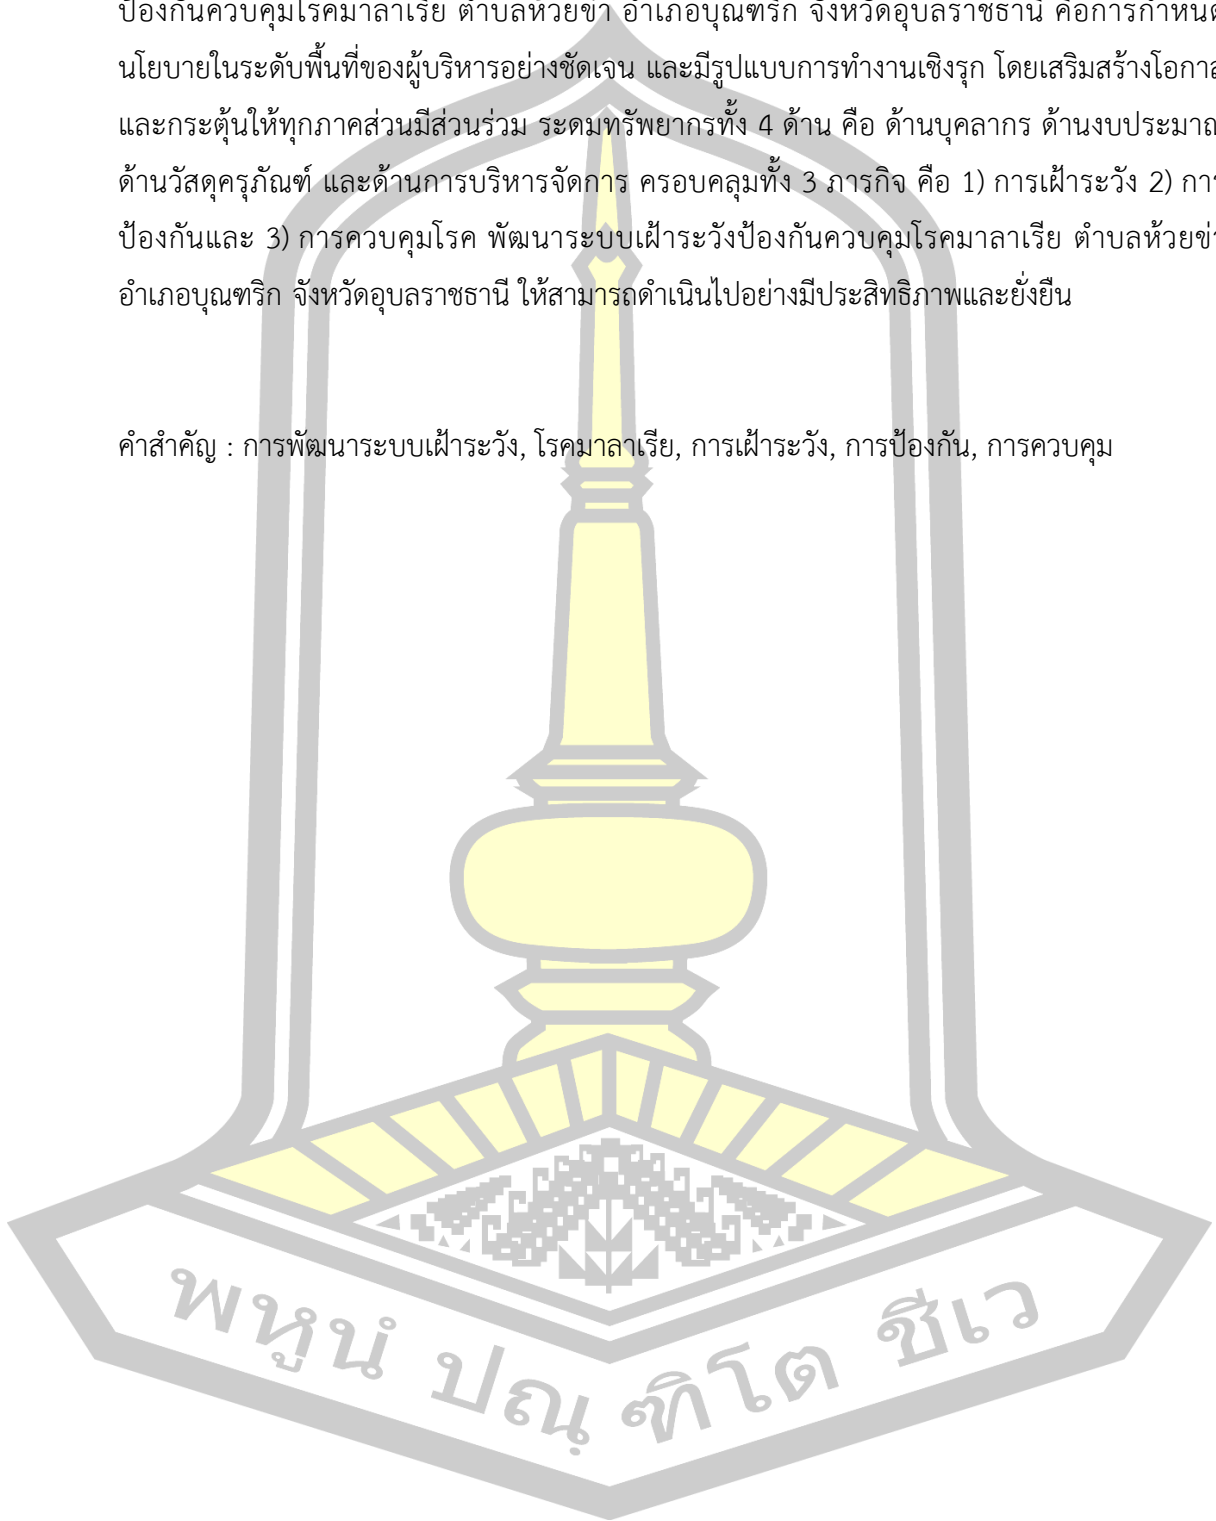 ป้องกันควบคุมโรคมาลาเรีย ตำบลห้วยข่า อำเภอบุณฑริก จังหวัดอุบลราชธานี คือการกำหนด
นโยบายในระดับพื้นที่ของผู้บริหารอย่างชัดเจน และมีรูปแบบการทำงานเชิงรุก โดยเสริมสร้างโอกาส
และกระตุ้นให้ทุกภาคส่วนมีส่วนร่วม ระดมทรัพยากรทั้ง 4 ด้าน คือ ด้านบุคลากร ด้านงบประมาณ
ด้านวัสดุครุภัณฑ์ และด้านการบริหารจัดการ ครอบคลุมทั้ง 3 ภารกิจ คือ 1) การเฝ้าระวัง 2) การ
ป้องกันและ 3) การควบคุมโรค พัฒนาระบบเฝ้าระวังป้องกันควบคุมโรคมาลาเรีย ตำบลห้วยข่า
อำเภอบุณฑริก จังหวัดอุบลราชธานี ให้สามารถดำเนินไปอย่างมีประสิทธิภาพและยั่งยืน
คำสำคัญ : การพัฒนาระบบเฝ้าระวัง, โรคมาลาเรีย, การเฝ้าระวัง, การป้องกัน, การควบคุม
พหูนํ ปณฺฑิโต ชีเว